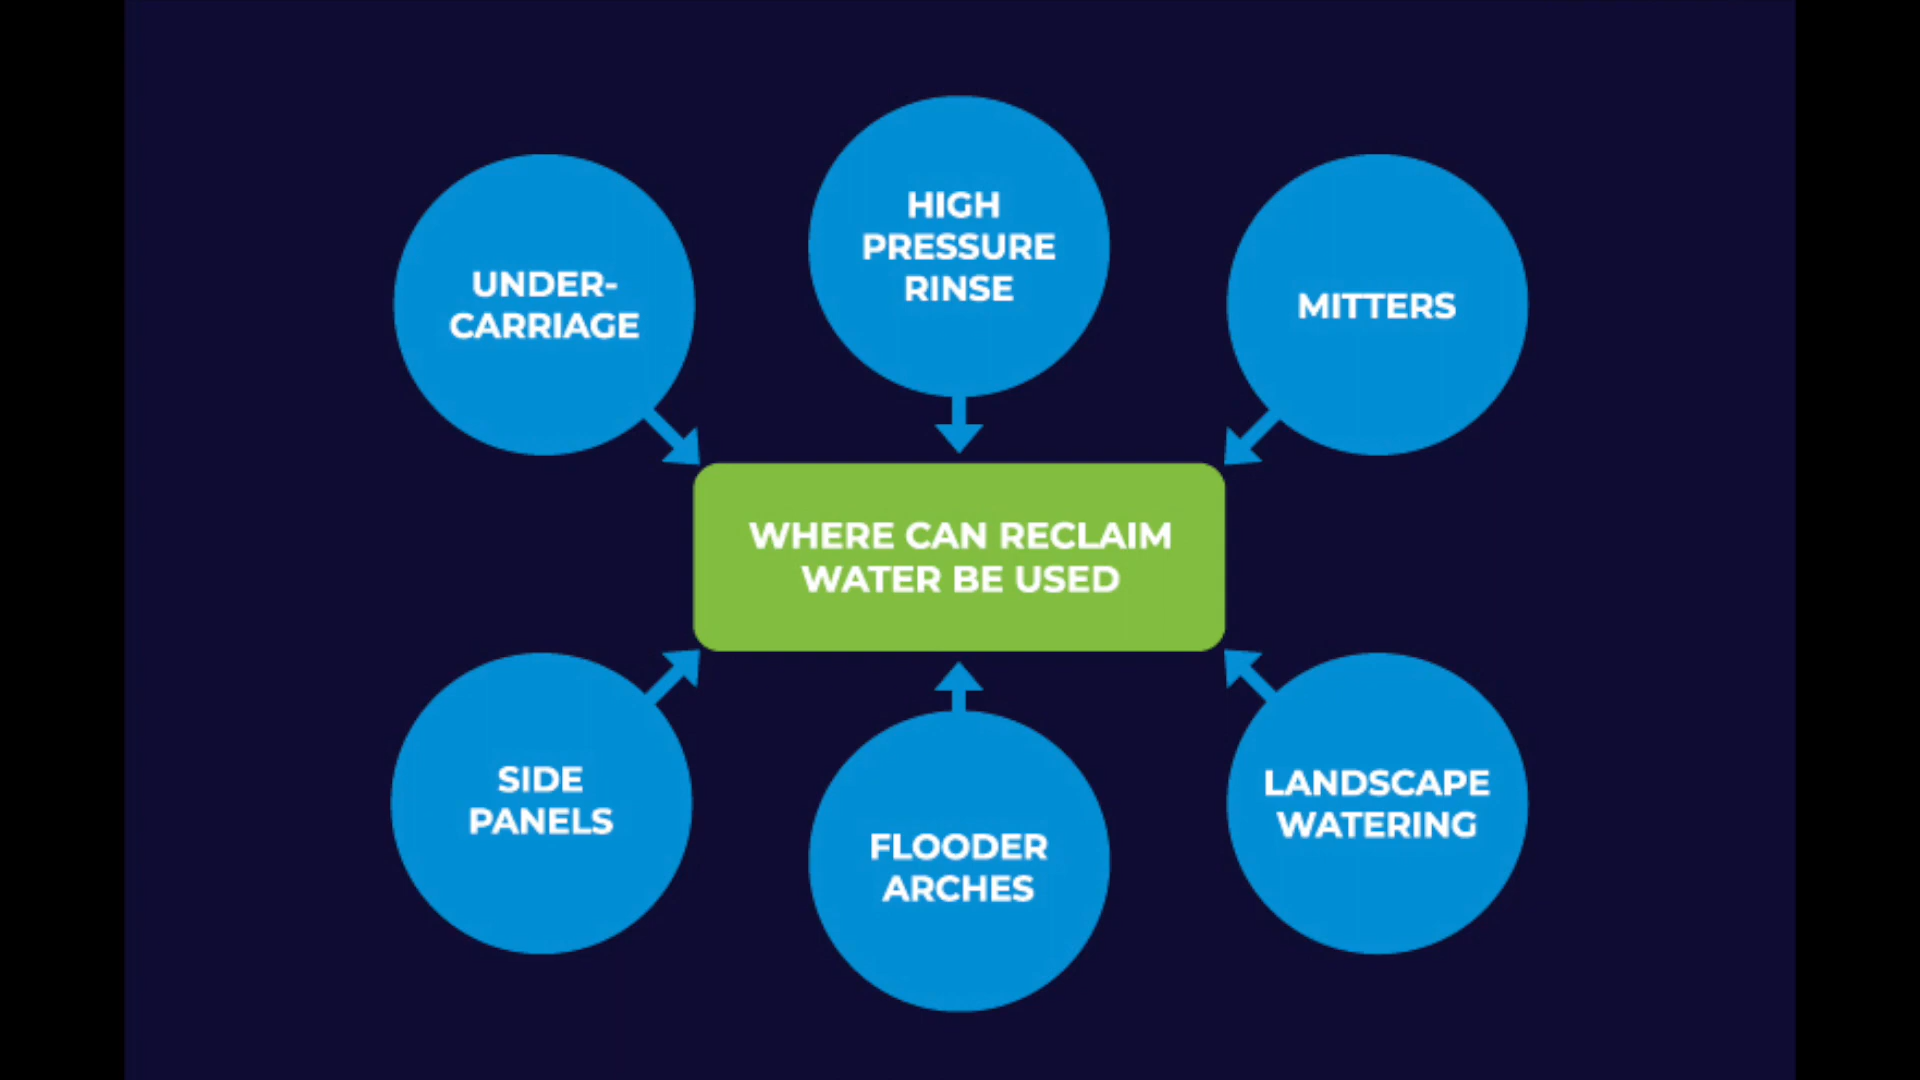 UNDER-
CARRIAGE
HIGH
PRESSURE
RINSE
MITTERS
WHERE CAN RECLAIM
WATER BE USED
SIDE
PANELS
FLOODER
ARCHES
LANDSCAPE
WATERING